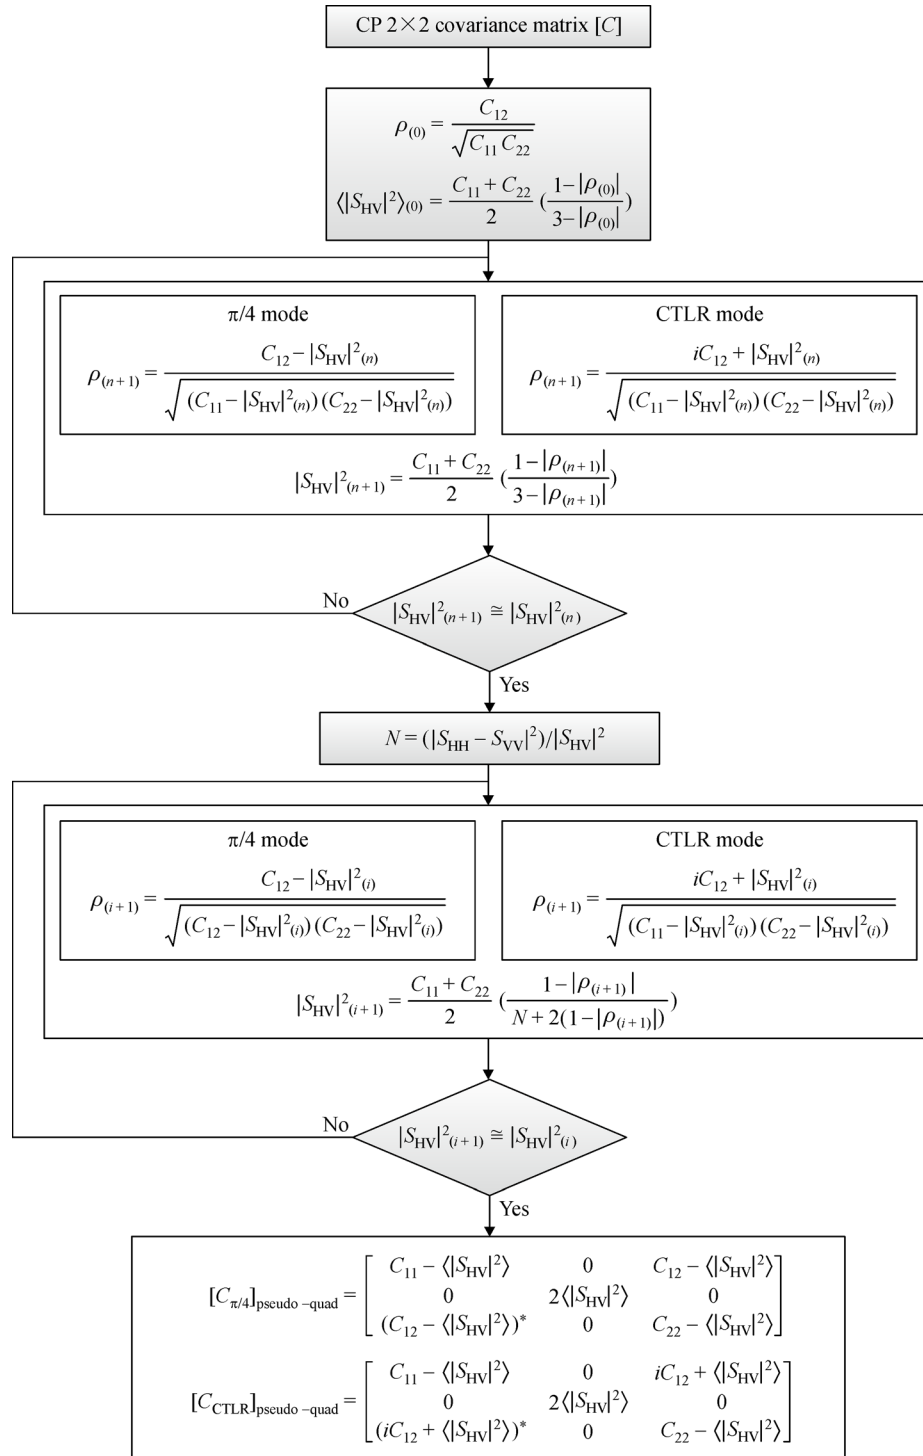 CP 2×2 covariance matrix [C]
ρ(0) = C12 / √(C11 C22)
⟨|SHV|²⟩(0) = (C11 + C22)/2 ((1−|ρ(0)|)/(3−|ρ(0)|))
π/4 mode
ρ(n+1) = (C12 − |SHV|²(n)) / √((C11 − |SHV|²(n)) (C22 − |SHV|²(n)))
CTLR mode
ρ(n+1) = (iC12 + |SHV|²(n)) / √((C11 − |SHV|²(n)) (C22 − |SHV|²(n)))
|SHV|²(n+1) = (C11 + C22)/2 ((1−|ρ(n+1)|)/(3−|ρ(n+1)|))
No
|SHV|²(n+1) ≅ |SHV|²(n)
Yes
N = (|SHH − SVV|²)/|SHV|²
π/4 mode
ρ(i+1) = (C12 − |SHV|²(i)) / √((C12 − |SHV|²(i)) (C22 − |SHV|²(i)))
CTLR mode
ρ(i+1) = (iC12 + |SHV|²(i)) / √((C11 − |SHV|²(i)) (C22 − |SHV|²(i)))
|SHV|²(i+1) = (C11 + C22)/2 ((1−|ρ(i+1)|)/(N + 2(1−|ρ(i+1)|)))
No
|SHV|²(i+1) ≅ |SHV|²(i)
Yes
C11 − ⟨|SHV|²⟩ 0 C12 − ⟨|SHV|²⟩
[Cπ/4]pseudo–quad = 0 2⟨|SHV|²⟩ 0
(C12 − ⟨|SHV|²⟩)* 0 C22 − ⟨|SHV|²⟩
C11 − ⟨|SHV|²⟩ 0 iC12 + ⟨|SHV|²⟩
[CCTLR]pseudo–quad = 0 2⟨|SHV|²⟩ 0
(iC12 + ⟨|SHV|²⟩)* 0 C22 − ⟨|SHV|²⟩